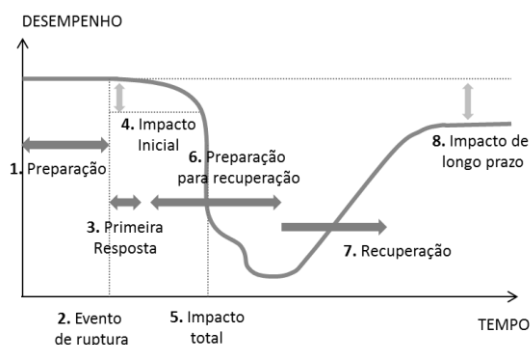 DESEMPENHO
4. Impacto
Inicial
1. Preparação
6. Preparação
para recuperação
8. Impacto de
longo prazo
3. Primeira
Resposta
7. Recuperação
2. Evento
de ruptura
5. Impacto
total
TEMPO